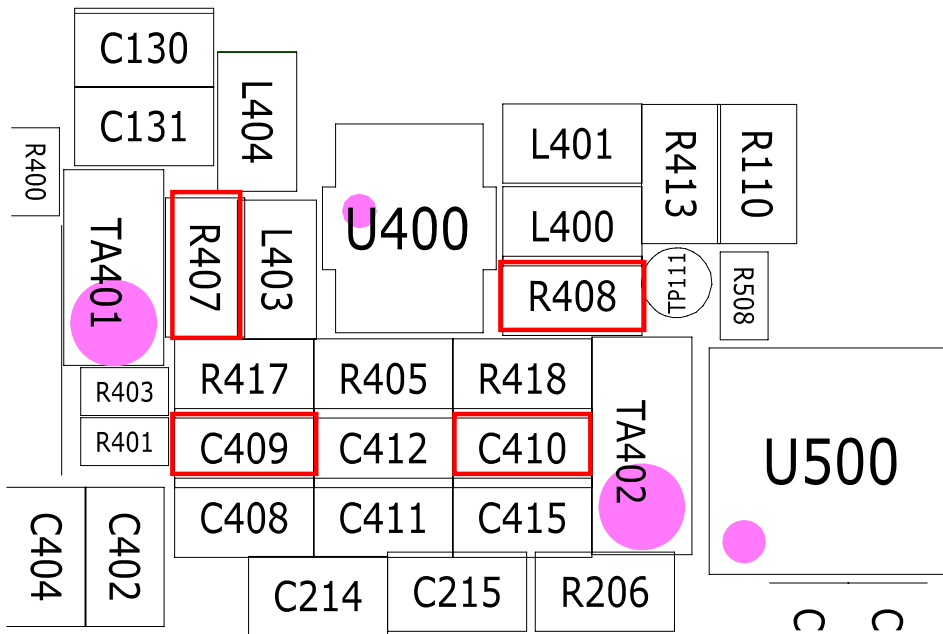 C130
L404
C131
L401
R413
R110
R400
TA401
R407
L403
U400
L400
R408
TP111
R508
R417
R405
R418
R403
R401
C409
C412
C410
TA402
U500
C408
C411
C415
C404
C402
C214
C215
R206
C
C